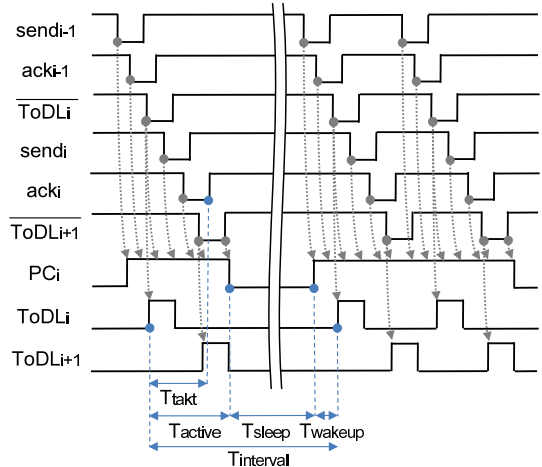 sendi-1
acki-1
ToDLi
sendi
acki
ToDLi+1
PCi
ToDLi
ToDLi+1
Ttakt
Tactive Tsleep Twakeup
Tinterval